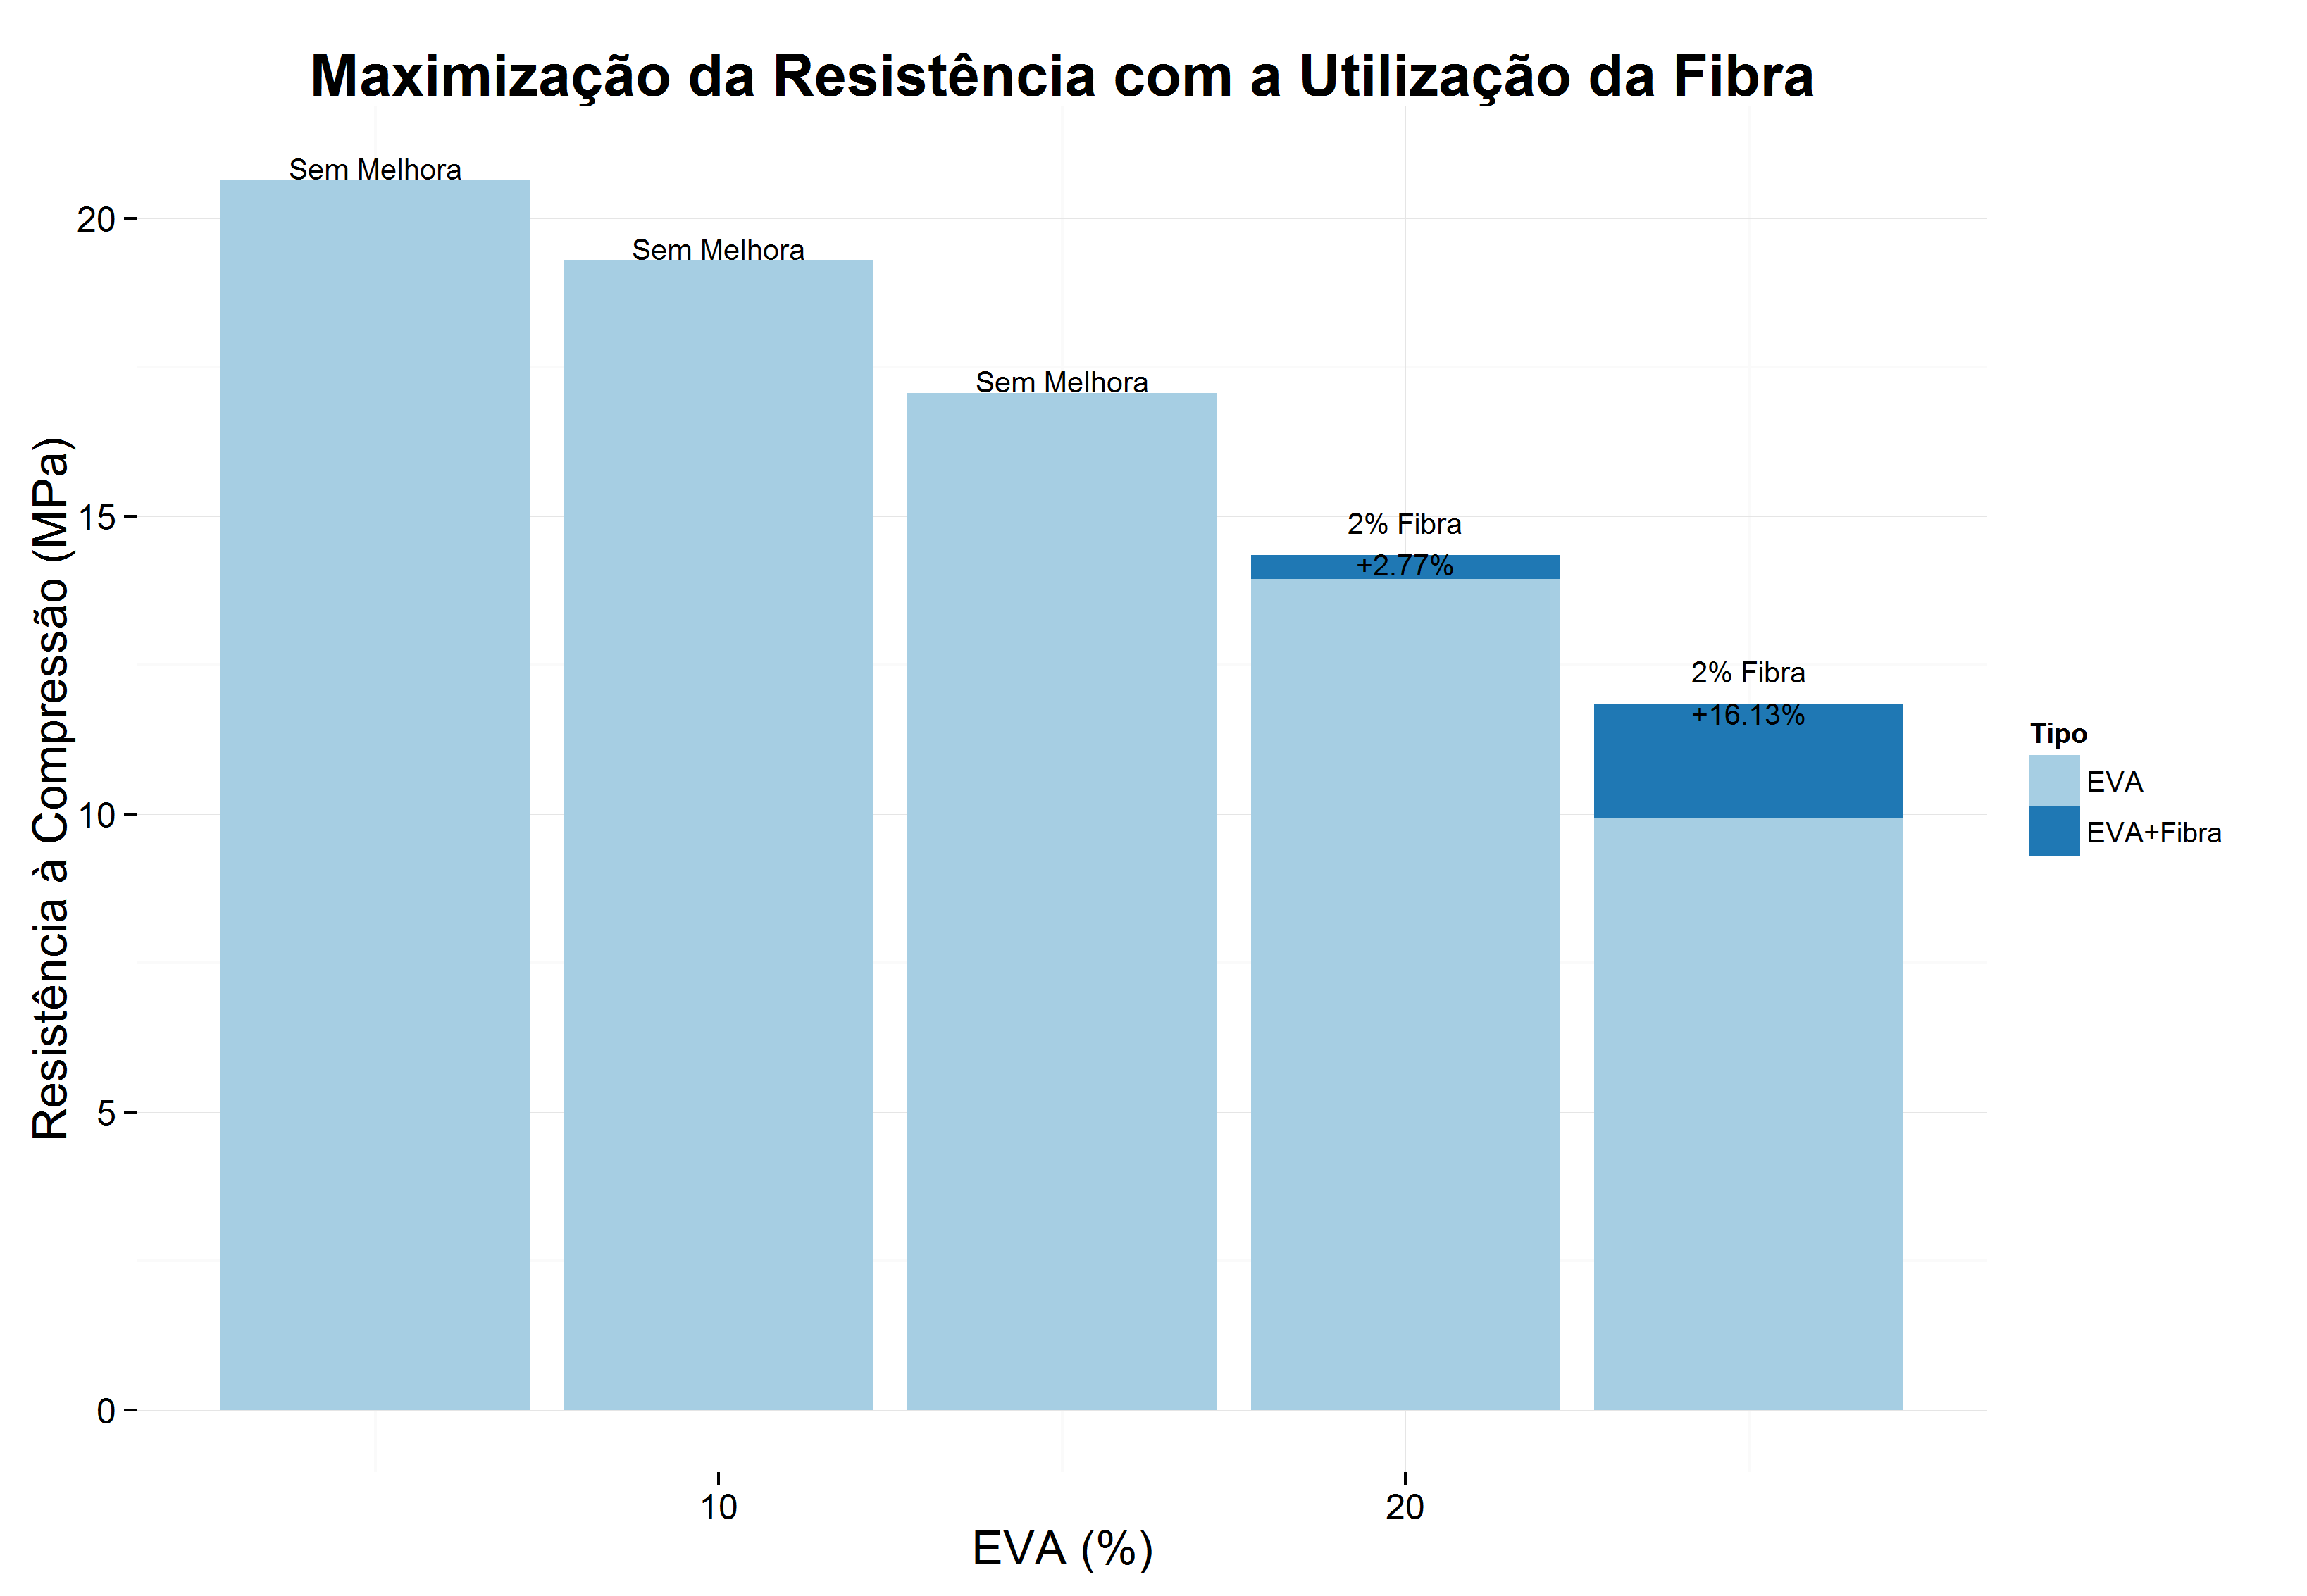 Maximização da Resistência com a Utilização da Fibra
Sem Melhora
Sem Melhora
Sem Melhora
2% Fibra
+2.77%
2% Fibra
+16.13%
Resistência à Compressão (MPa)
20
15
10
5
0
10
20
EVA (%)
Tipo
EVA
EVA+Fibra